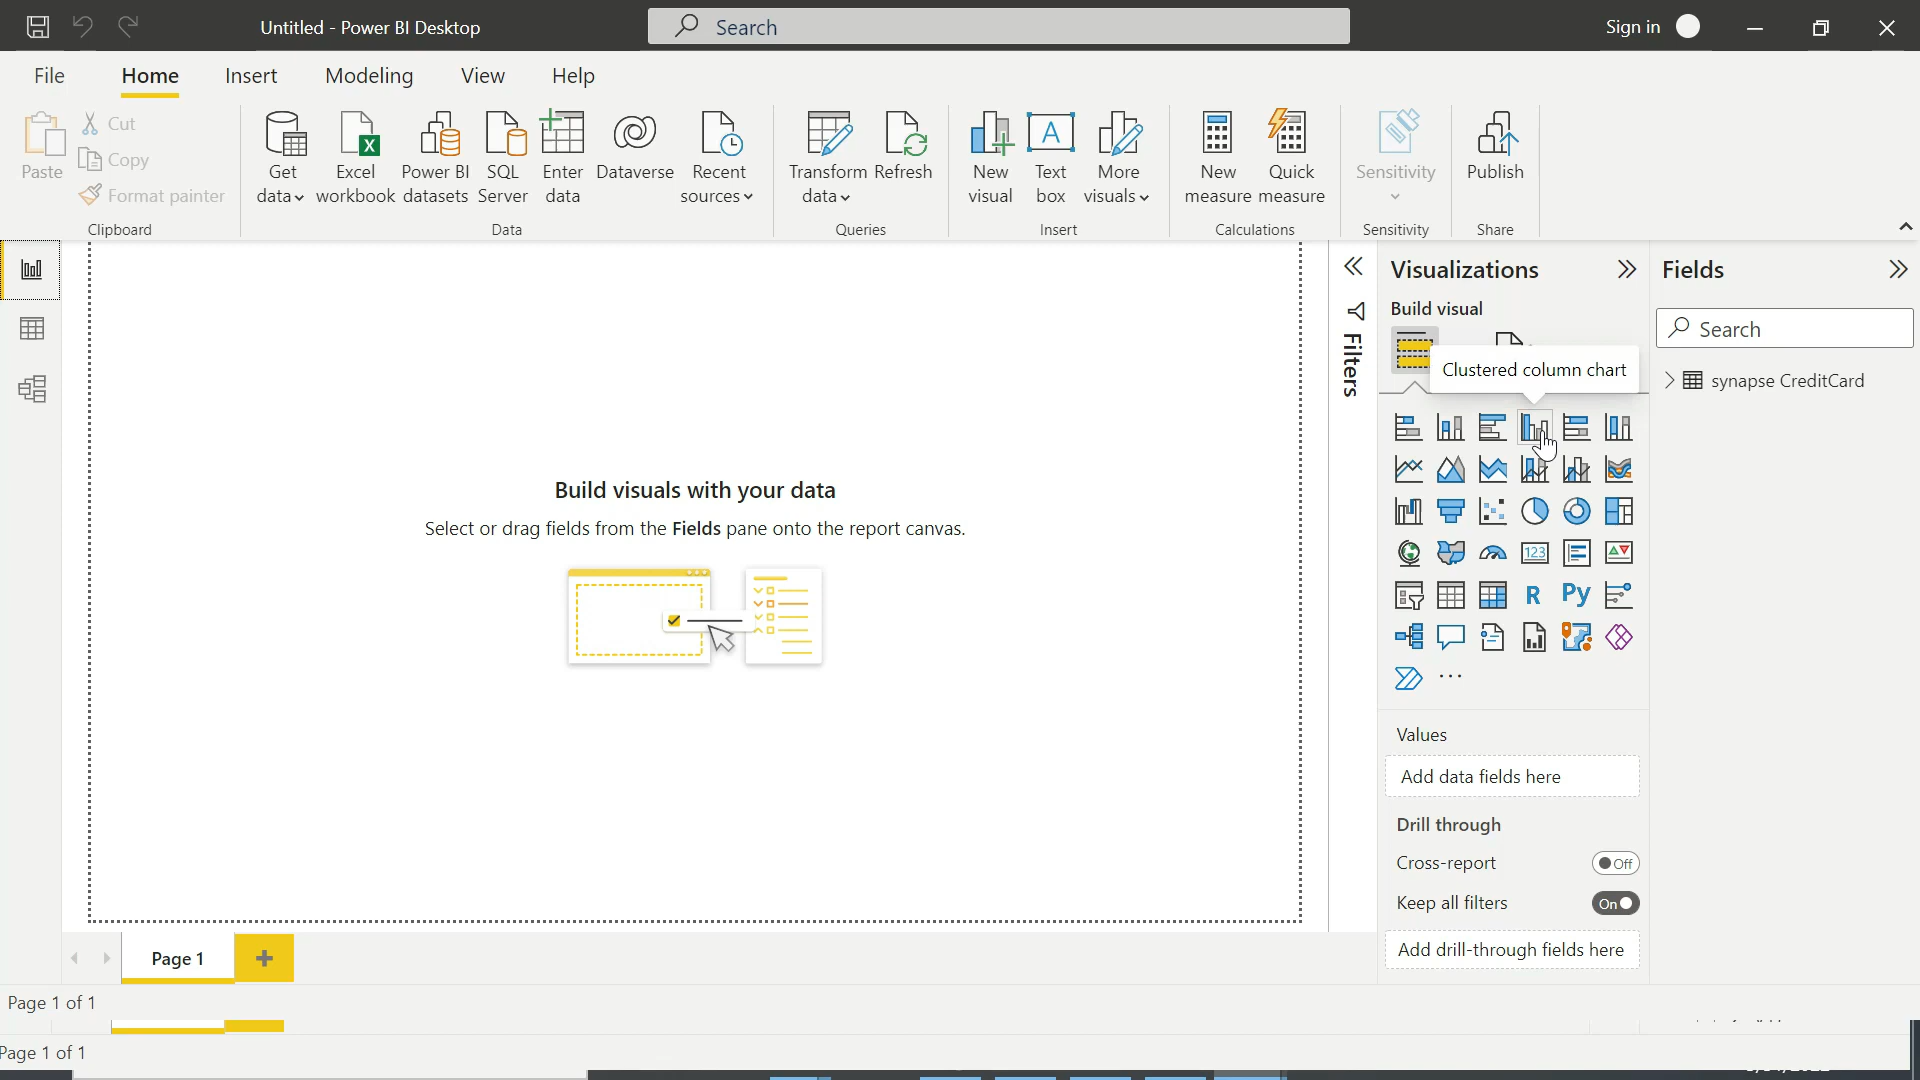 Untitled - Power BI Desktop
Search
Sign in
File
Home
Insert
Modeling
View
Help
Paste
Cut
Copy
Format painter
Clipboard
Get data
Excel workbook
Power BI datasets
SQL Server
Enter data
Dataverse
Recent sources
Data
Transform data
Refresh
Queries
New visual
Text box
More visuals
Insert
New measure
Quick measure
Calculations
Sensitivity
Sensitivity
Publish
Share
Build visuals with your data
Select or drag fields from the Fields pane onto the report canvas.
Filters
Visualizations
Build visual
Clustered column chart
123
R
Py
Values
Add data fields here
Drill through
Cross-report
Off
Keep all filters
On
Add drill-through fields here
Fields
Search
synapse CreditCard
Page 1
Page 1 of 1
Page 1 of 1